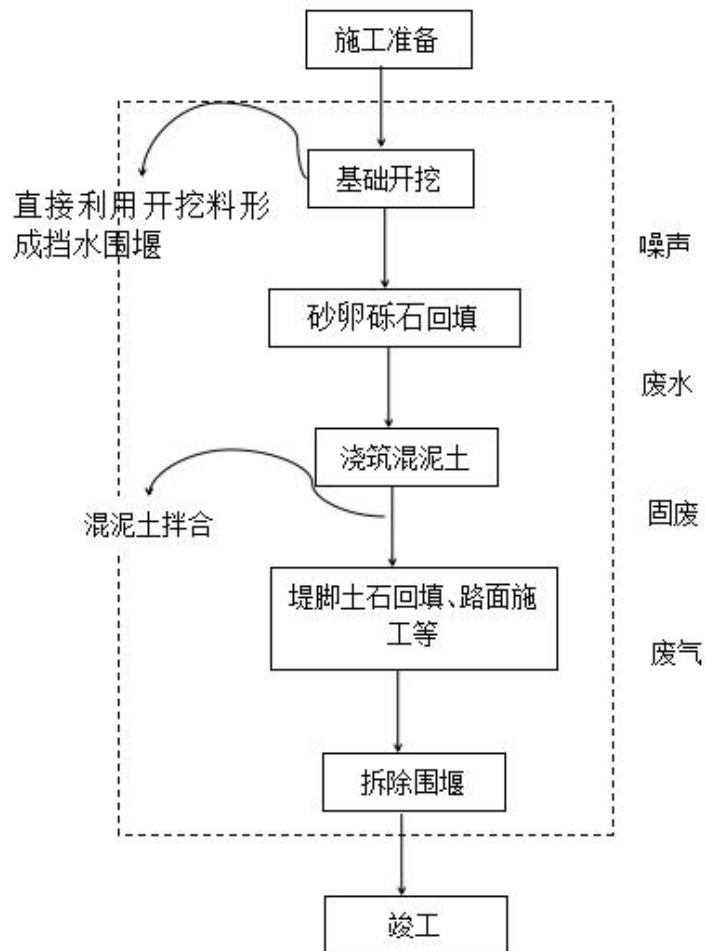 施工准备
基础开挖
直接利用开挖料形
成挡水围堰
噪声
砂卵砾石回填
废水
浇筑混泥土
固废
混泥土拌合
堤脚土石回填、路面施
工等
废气
拆除围堰
竣工